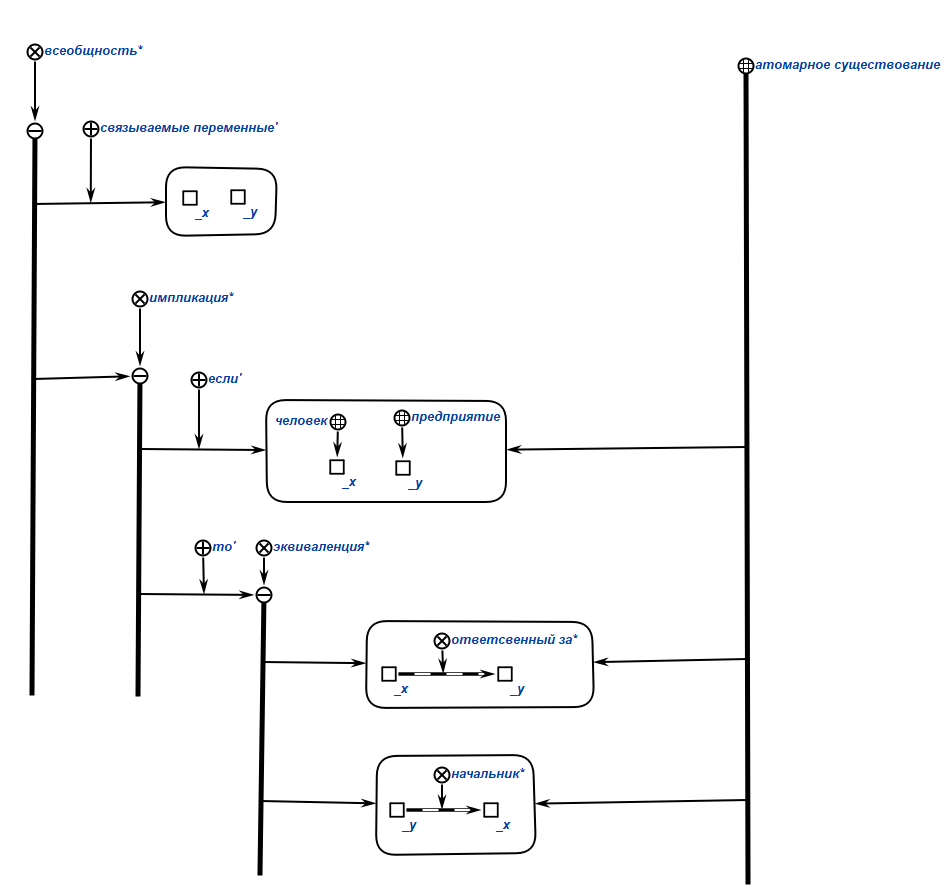 всеобщность*
атомарное существование
связываемые переменные'
_x
_y
импликация*
если'
человек
предприятие
_x
_y
то'
эквиваленция*
ответсвенный за*
_x
_y
начальник*
_y
_x